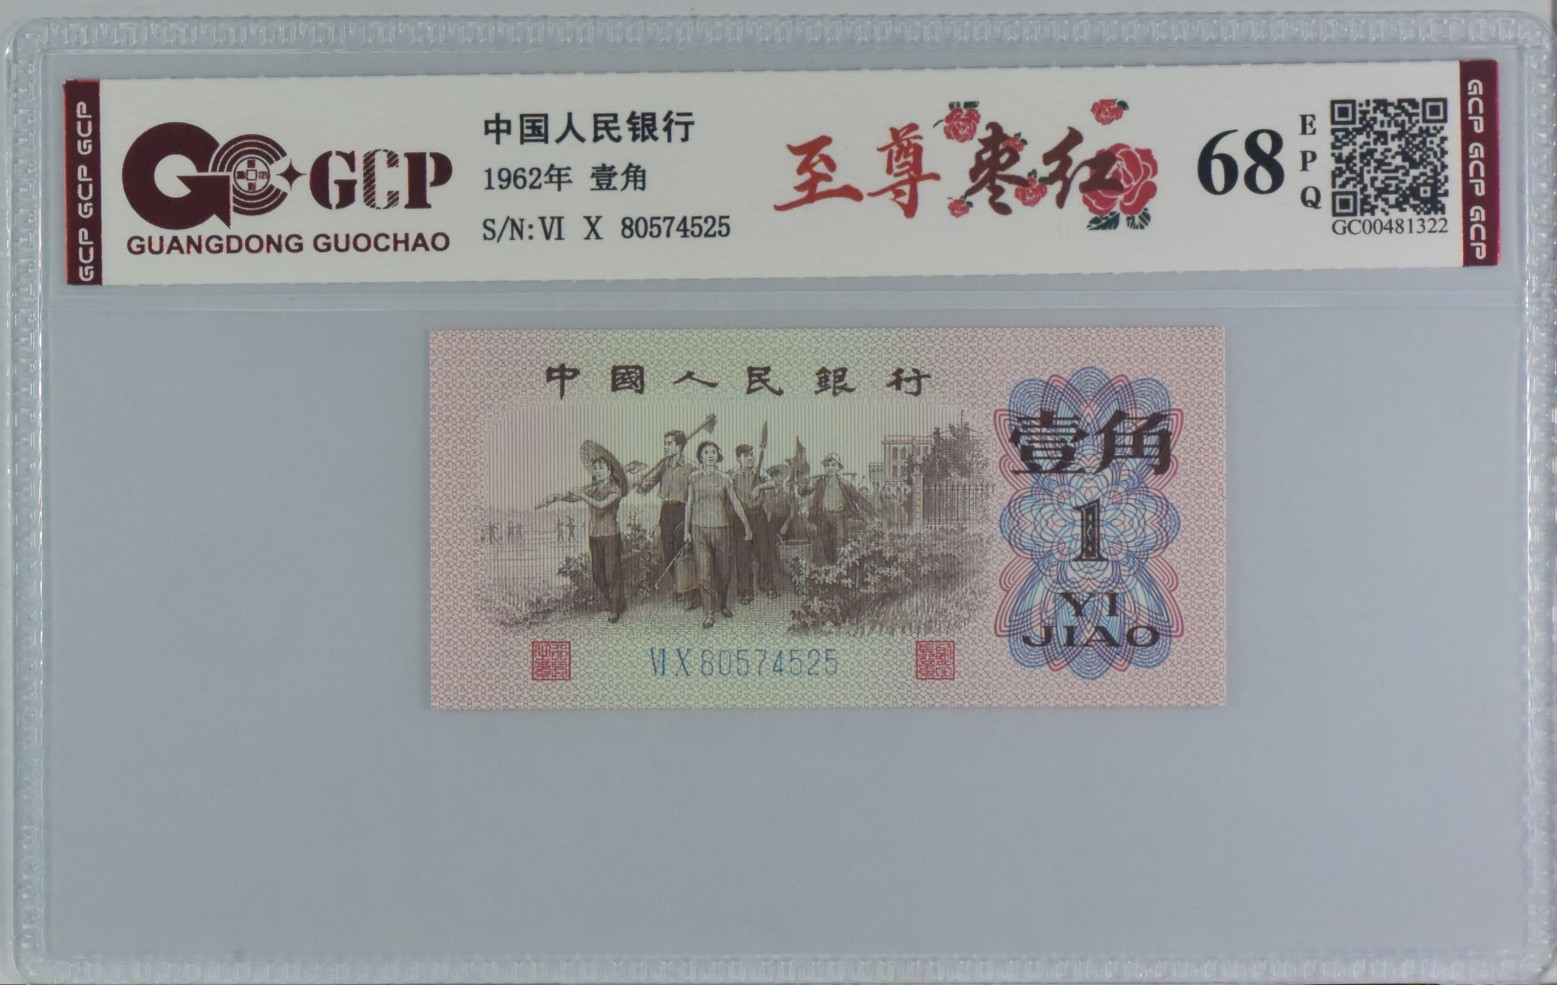 GCP GCP GCP
GCP
GUANGDONG GUOCHAO
中国人民银行
1962年 壹角
S/N:VI X 80574525
至尊枣红
68
EPQ
GC00481322
GCP GCP GCP
中國人民銀行
壹角
1
YI
JIAO
VI X 80574525